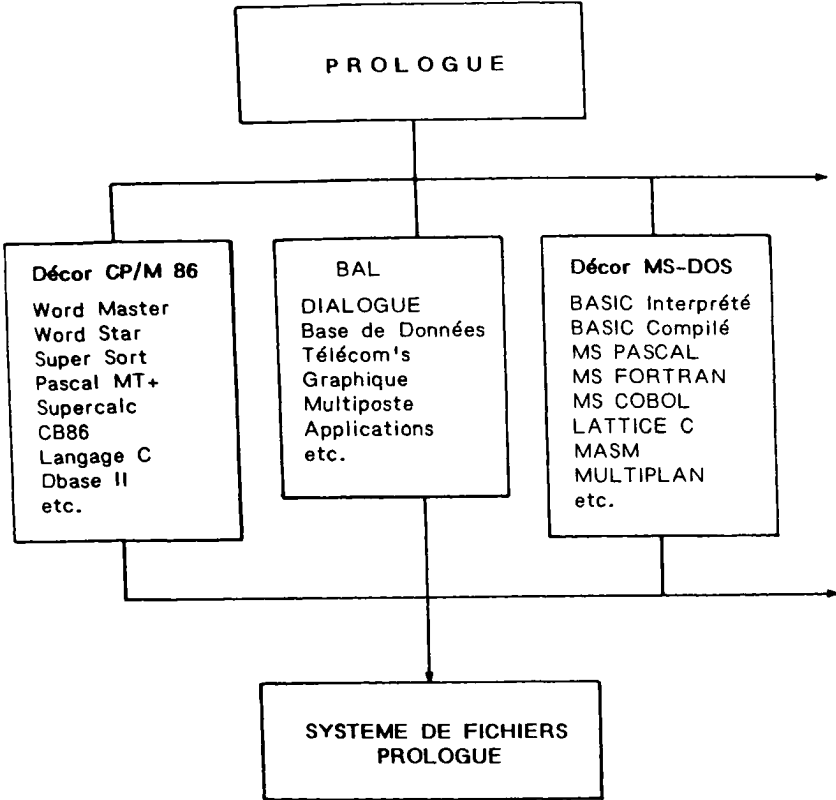 PROLOGUE
Décor CP/M 86
Word Master
Word Star
Super Sort
Pascal MT+
Supercalc
CB86
Langage C
Dbase II
etc.
BAL
DIALOGUE
Base de Données
Télécom's
Graphique
Multiposte
Applications
etc.
Décor MS-DOS
BASIC Interprété
BASIC Compilé
MS PASCAL
MS FORTRAN
MS COBOL
LATTICE C
MASM
MULTIPLAN
etc.
SYSTEME DE FICHIERS
PROLOGUE